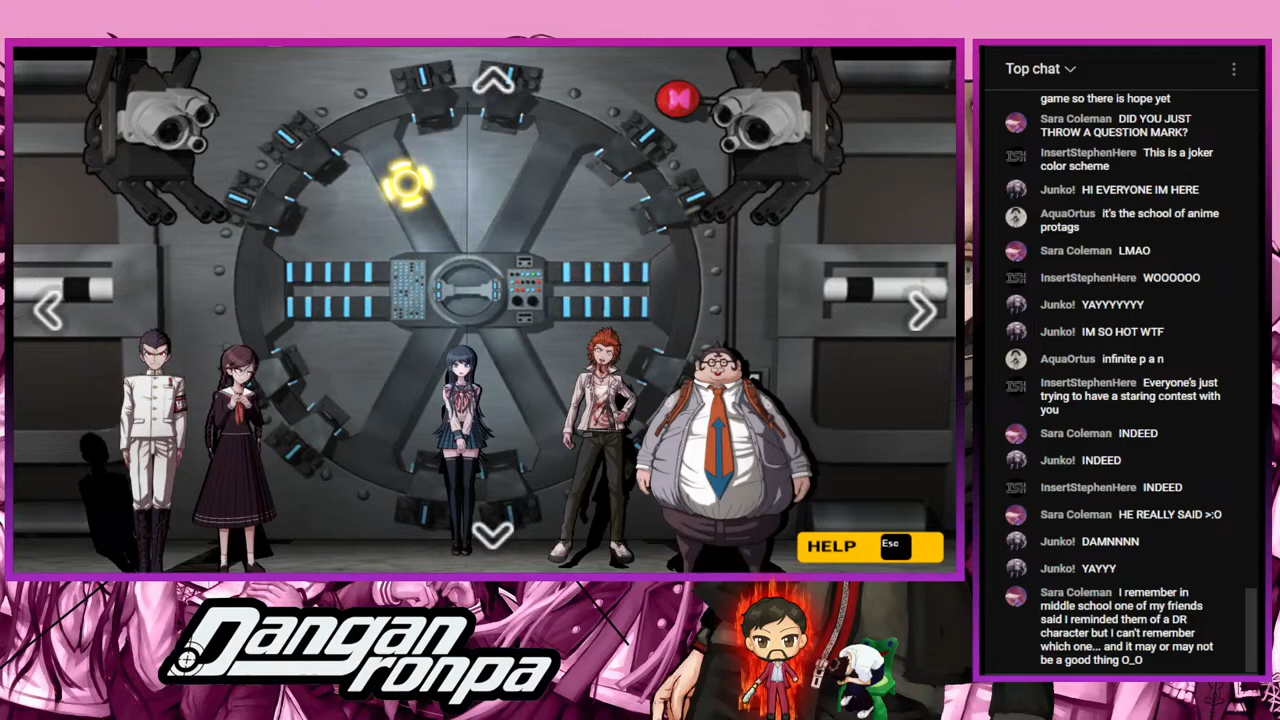 Top chat
game so there is hope yet
Sara Coleman DID YOU JUST
THROW A QUESTION MARK?
InsertStephenHere This is a joker
color scheme
Junko! HI EVERYONE IM HERE
AquaOrtus it's the school of anime
protags
Sara Coleman LMAO
InsertStephenHere WOOOOOO
Junko! YAYYYYYYY
Junko! IM SO HOT WTF
AquaOrtus infinite p a n
InsertStephenHere Everyone's just
trying to have a staring contest with
you
Sara Coleman INDEED
Junko! INDEED
InsertStephenHere INDEED
Sara Coleman HE REALLY SAID >:O
Junko! DAMNNNN
Junko! YAYYY
Sara Coleman I remember in
middle school one of my friends
said I reminded them of a DR
character but I can't remember
which one... and it may or may not
be a good thing O_O
HELP Esc
Dangan
ronpa